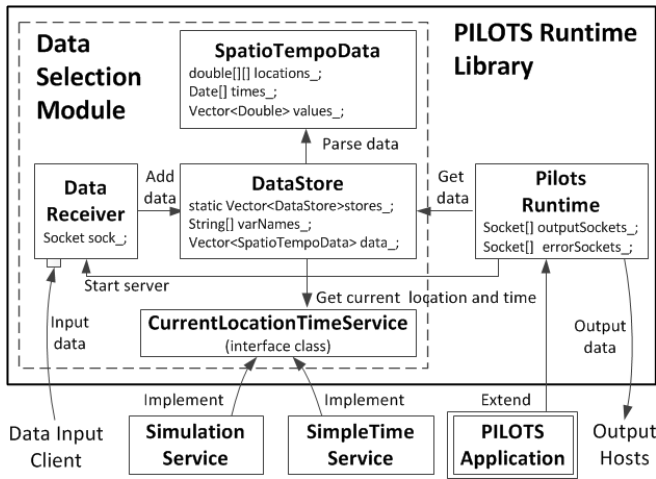 Data
Selection
Module
SpatioTempoData
double[][] locations_;
Date[] times_;
Vector<Double> values_;
PILOTS Runtime
Library
Parse data
Data
Receiver
Socket sock_;
Add
data
DataStore
static Vector<DataStore>stores_;
String[] varNames_;
Vector<SpatioTempoData> data_;
Get
data
Pilots
Runtime
Socket[] outputSockets_;
Socket[] errorSockets_;
Start server
Get current location and time
Input
data
CurrentLocationTimeService
(interface class)
Output
data
Implement
Implement
Extend
Data Input
Client
Simulation
Service
SimpleTime
Service
PILOTS
Application
Output
Hosts